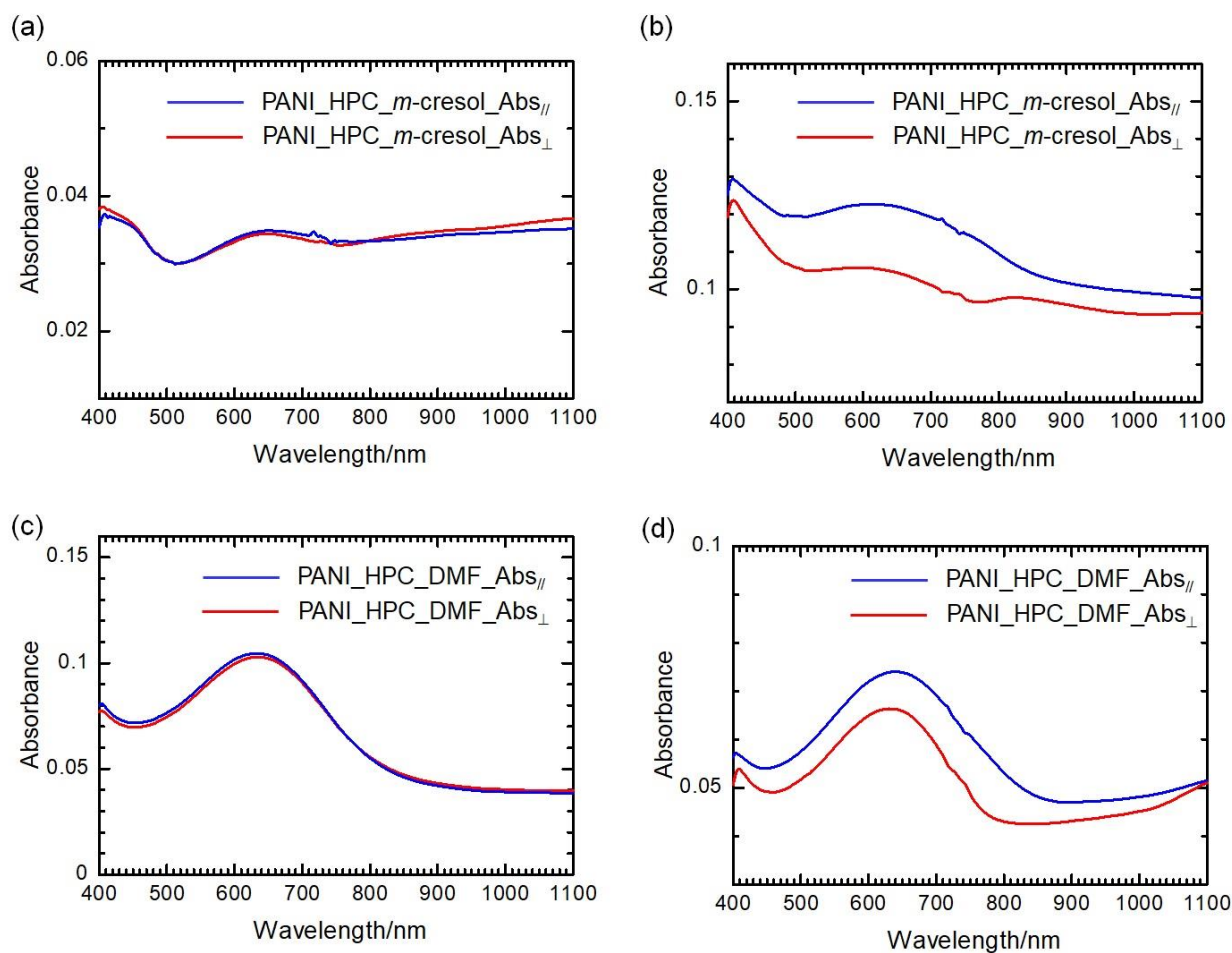 (a)
0.06
0.04
0.02
Absorbance
PANI_HPC_m-cresol_Abs//
PANI_HPC_m-cresol_Abs⊥
400 500 600 700 800 900 1000 1100
Wavelength/nm
(b)
0.15
0.1
Absorbance
PANI_HPC_m-cresol_Abs//
PANI_HPC_m-cresol_Abs⊥
400 500 600 700 800 900 1000 1100
Wavelength/nm
(c)
0.15
0.1
0.05
0
Absorbance
PANI_HPC_DMF_Abs//
PANI_HPC_DMF_Abs⊥
400 500 600 700 800 900 1000 1100
Wavelength/nm
(d)
0.1
0.05
Absorbance
PANI_HPC_DMF_Abs//
PANI_HPC_DMF_Abs⊥
400 500 600 700 800 900 1000 1100
Wavelength/nm